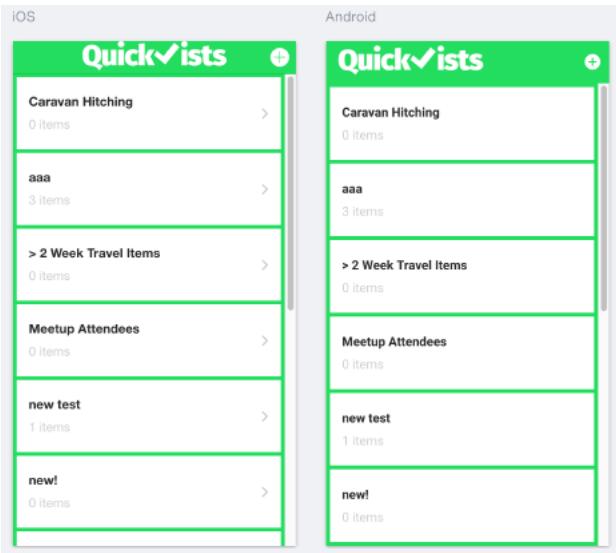 iOS
Quick✓ists
Caravan Hitching
0 items
aaa
3 items
> 2 Week Travel Items
0 items
Meetup Attendees
0 items
new test
1 items
new!
0 items
Android
Quick✓ists
Caravan Hitching
0 items
aaa
3 items
> 2 Week Travel Items
0 items
Meetup Attendees
0 items
new test
1 items
new!
0 items